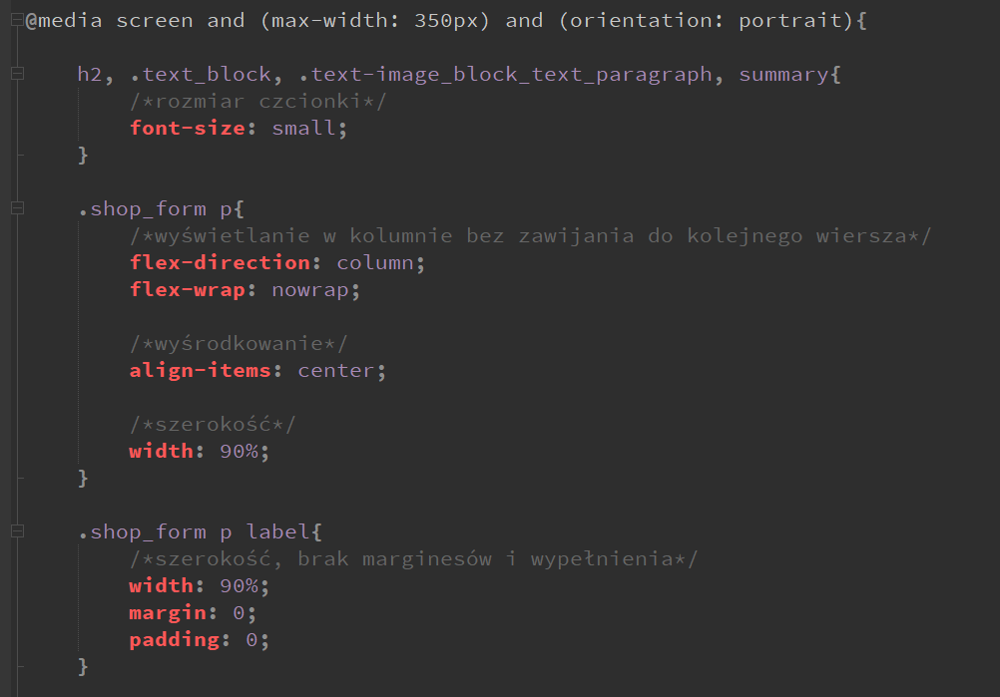 @media screen and (max-width: 350px) and (orientation: portrait){
h2, .text_block, .text-image_block_text_paragraph, summary{
/*rozmiar czcionki*/
font-size: small;
}
.shop_form p{
/*wyświetlanie w kolumnie bez zawijania do kolejnego wiersza*/
flex-direction: column;
flex-wrap: nowrap;
/*wyśrodkowanie*/
align-items: center;
/*szerokość*/
width: 90%;
}
.shop_form p label{
/*szerokość, brak marginesów i wypełnienia*/
width: 90%;
margin: 0;
padding: 0;
}